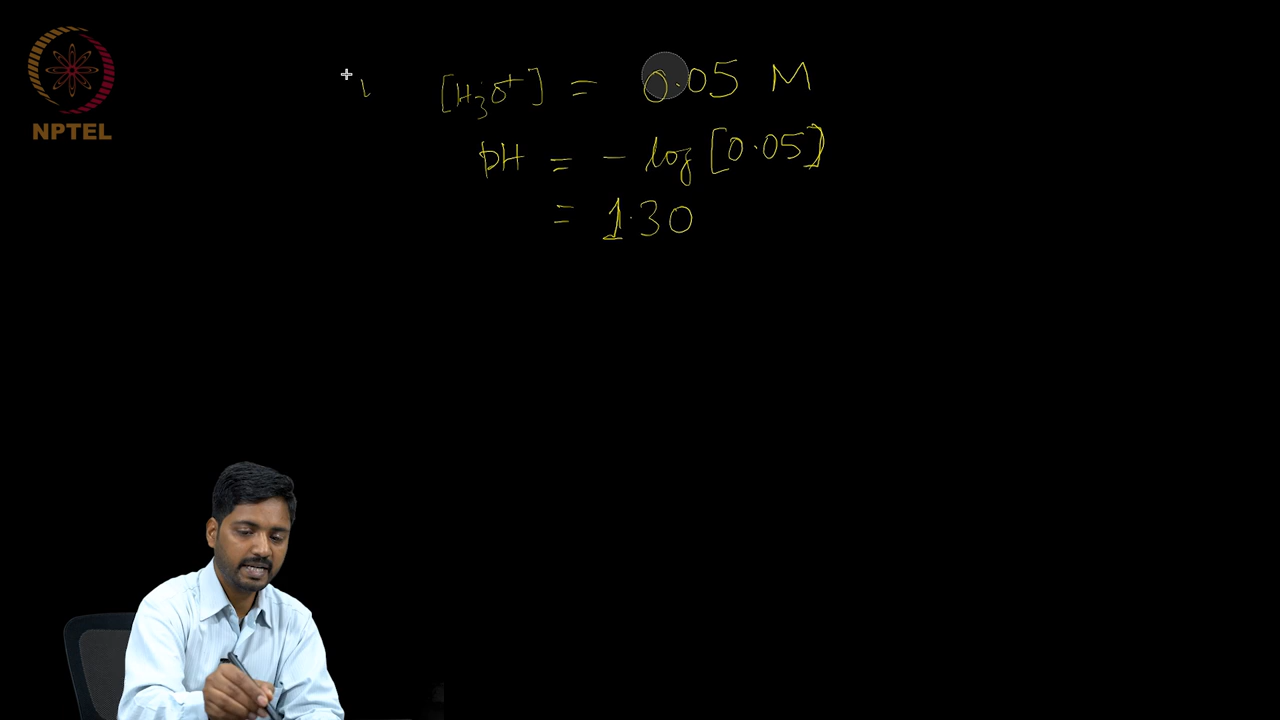 NPTEL
[H₃O⁺] = 0.05 M
pH = - log [0.05]
= 1.30